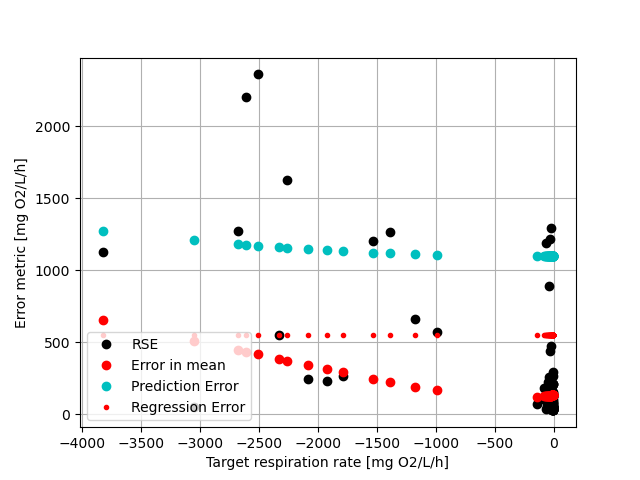 Error metric [mg O2/L/h]
2000
1500
1000
500
0
RSE
Error in mean
Prediction Error
Regression Error
−4000 −3500 −3000 −2500 −2000 −1500 −1000 −500 0
Target respiration rate [mg O2/L/h]